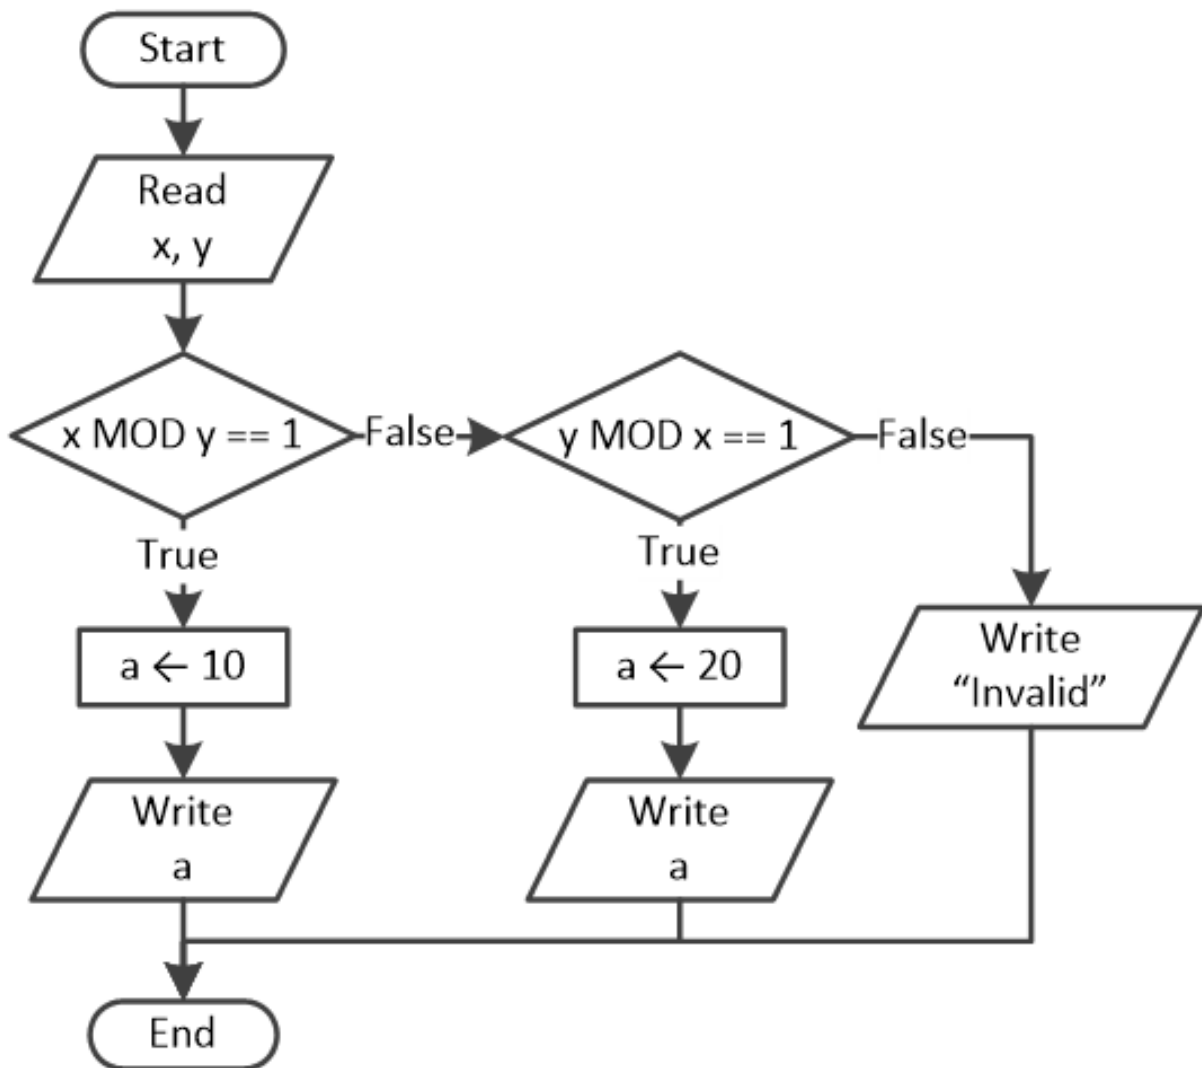 Start
Read
x, y
x MOD y == 1
False
y MOD x == 1
False
True
True
a ← 10
a ← 20
Write
“Invalid”
Write
a
Write
a
End